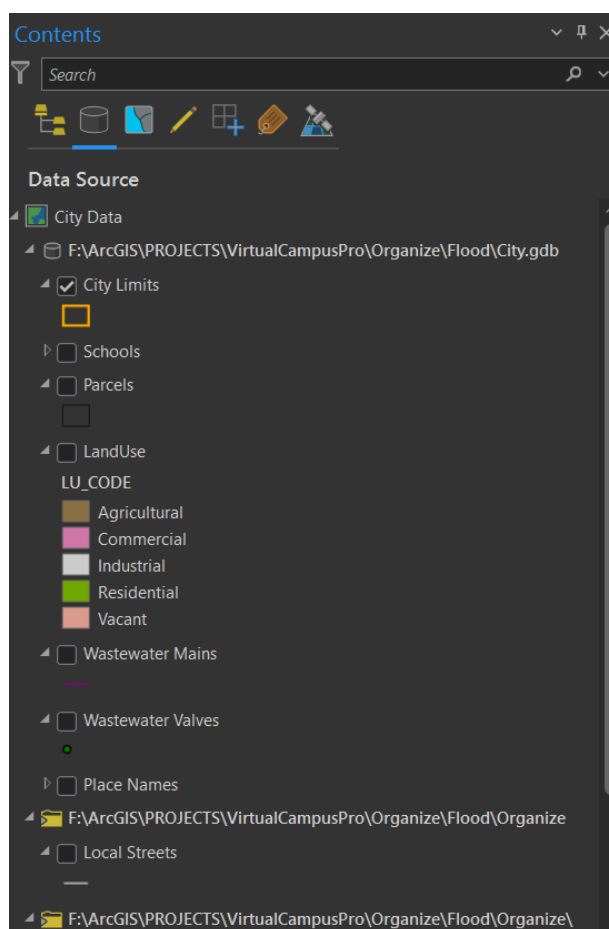 Contents
Search
Data Source
City Data
F:\ArcGIS\PROJECTS\VirtualCampusPro\Organize\Flood\City.gdb
City Limits
Schools
Parcels
LandUse
LU_CODE
Agricultural
Commercial
Industrial
Residential
Vacant
Wastewater Mains
Wastewater Valves
Place Names
F:\ArcGIS\PROJECTS\VirtualCampusPro\Organize\Flood\Organize
Local Streets
F:\ArcGIS\PROJECTS\VirtualCampusPro\Organize\Flood\Organize\